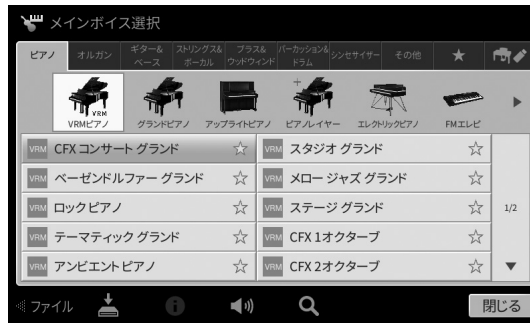 メインボイス選択
ピアノ
オルガン
ギター&
ベース
ストリングス&
ボーカル
ブラス&
ウッドウィンド
パーカッション&
ドラム
シンセサイザー
その他
VRM
VRMピアノ
グランドピアノ
アップライトピアノ
ピアノレイヤー
エレクトリックピアノ
FMエレピ
VRM CFX コンサート グランド
VRM スタジオ グランド
VRM ベーゼンドルファー グランド
VRM メロー ジャズ グランド
VRM ロックピアノ
VRM ステージ グランド
1/2
VRM テーマティック グランド
VRM CFX 1オクターブ
VRM アンビエントピアノ
VRM CFX 2オクターブ
ファイル
閉じる